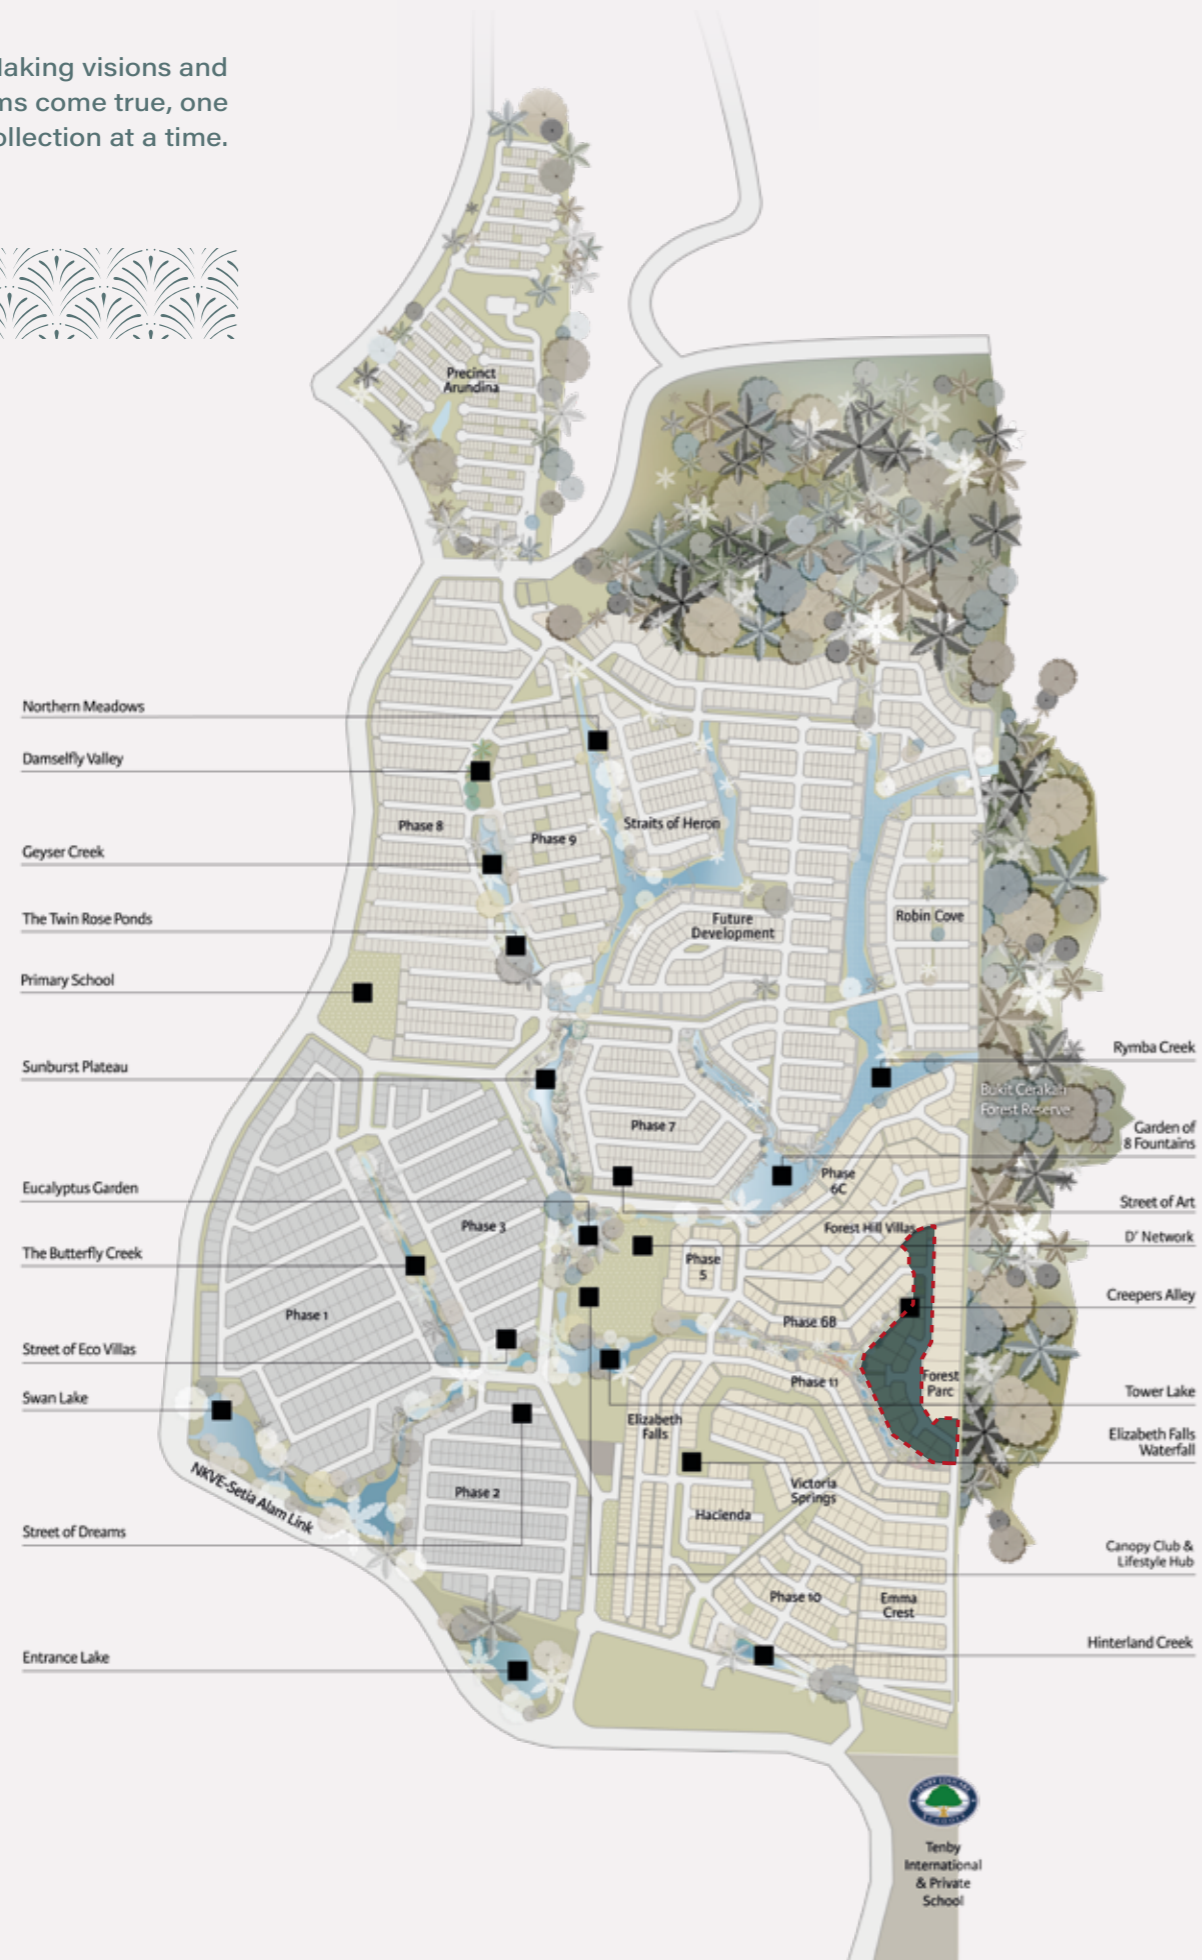 Making visions and
ms come true, one
ollection at a time.
Precinct
Arundina
Northern Meadows
Damselfly Valley
Geyser Creek
The Twin Rose Ponds
Primary School
Sunburst Plateau
Eucalyptus Garden
The Butterfly Creek
Street of Eco Villas
Swan Lake
Street of Dreams
Entrance Lake
Phase 8
Phase 9
Straits of Heron
Future
Development
Robin Cove
Phase 7
Phase
6C
Phase 3
Forest Hill Villas
Phase
5
Phase 1
Phase 6B
Phase 11
Forest
Parc
Elizabeth
Falls
Phase 2
Victoria
Springs
Hacienda
Phase 10
Emma
Crest
NKVE-Setia Alam Link
Bukit Cerakah
Forest Reserve
Rymba Creek
Garden of
8 Fountains
Street of Art
D' Network
Creepers Alley
Tower Lake
Elizabeth Falls
Waterfall
Canopy Club &
Lifestyle Hub
Hinterland Creek
Tenby
International
& Private
School